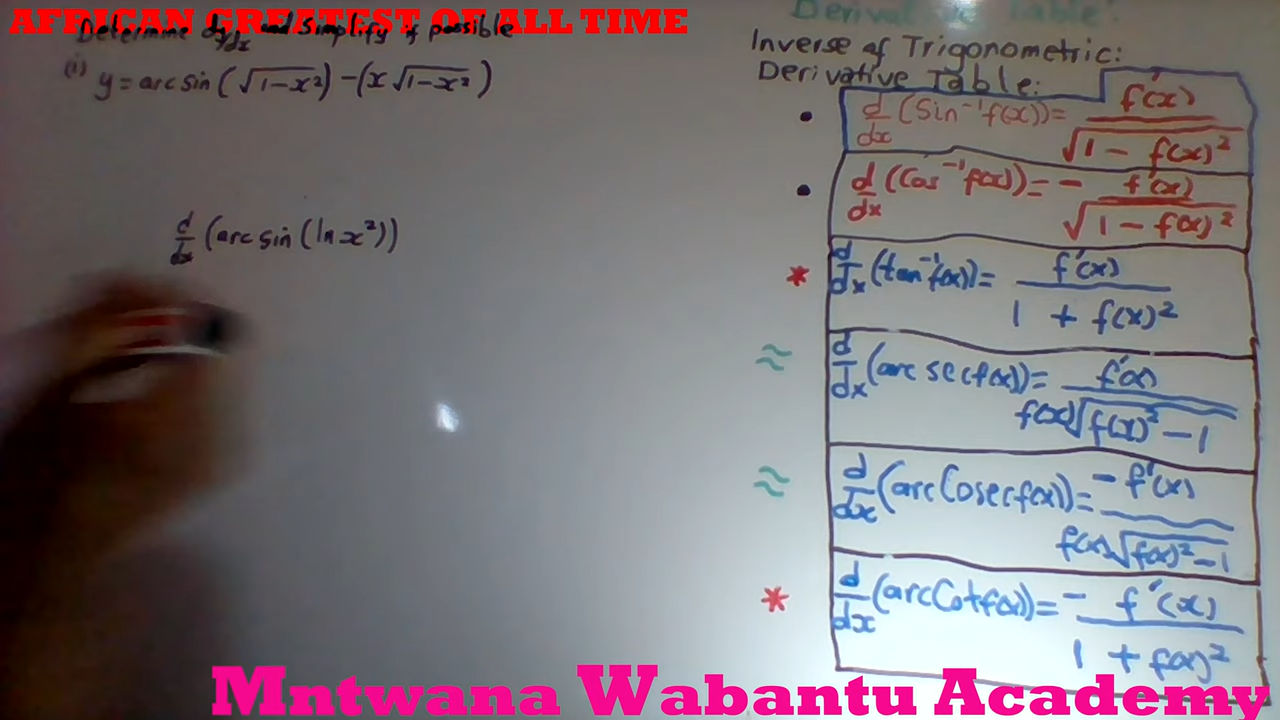 AFRICAN GREATEST OF ALL TIME
Determine dy/dx and Simplify if possible
(i) y = arcsin (√1-x²) - (x √1-x²)
d/dx (arc sin (ln x²))
Derivative Table:
Inverse of Trigonometric:
Derivative Table:
• d/dx (Sin⁻¹ f(x)) = f'(x) / √1 - f(x)²
• d/dx (Cos⁻¹ f(x)) = - f'(x) / √1 - f(x)²
* d/dx (tan⁻¹ f(x)) = f'(x) / 1 + f(x)²
≈ d/dx (arc sec f(x)) = f'(x) / f(x)√f(x)² - 1
≈ d/dx (arc Cosec f(x)) = - f'(x) / f(x)√f(x)² - 1
* d/dx (arc Cot f(x)) = - f'(x) / 1 + f(x)²
Mntwana Wabantu Academy